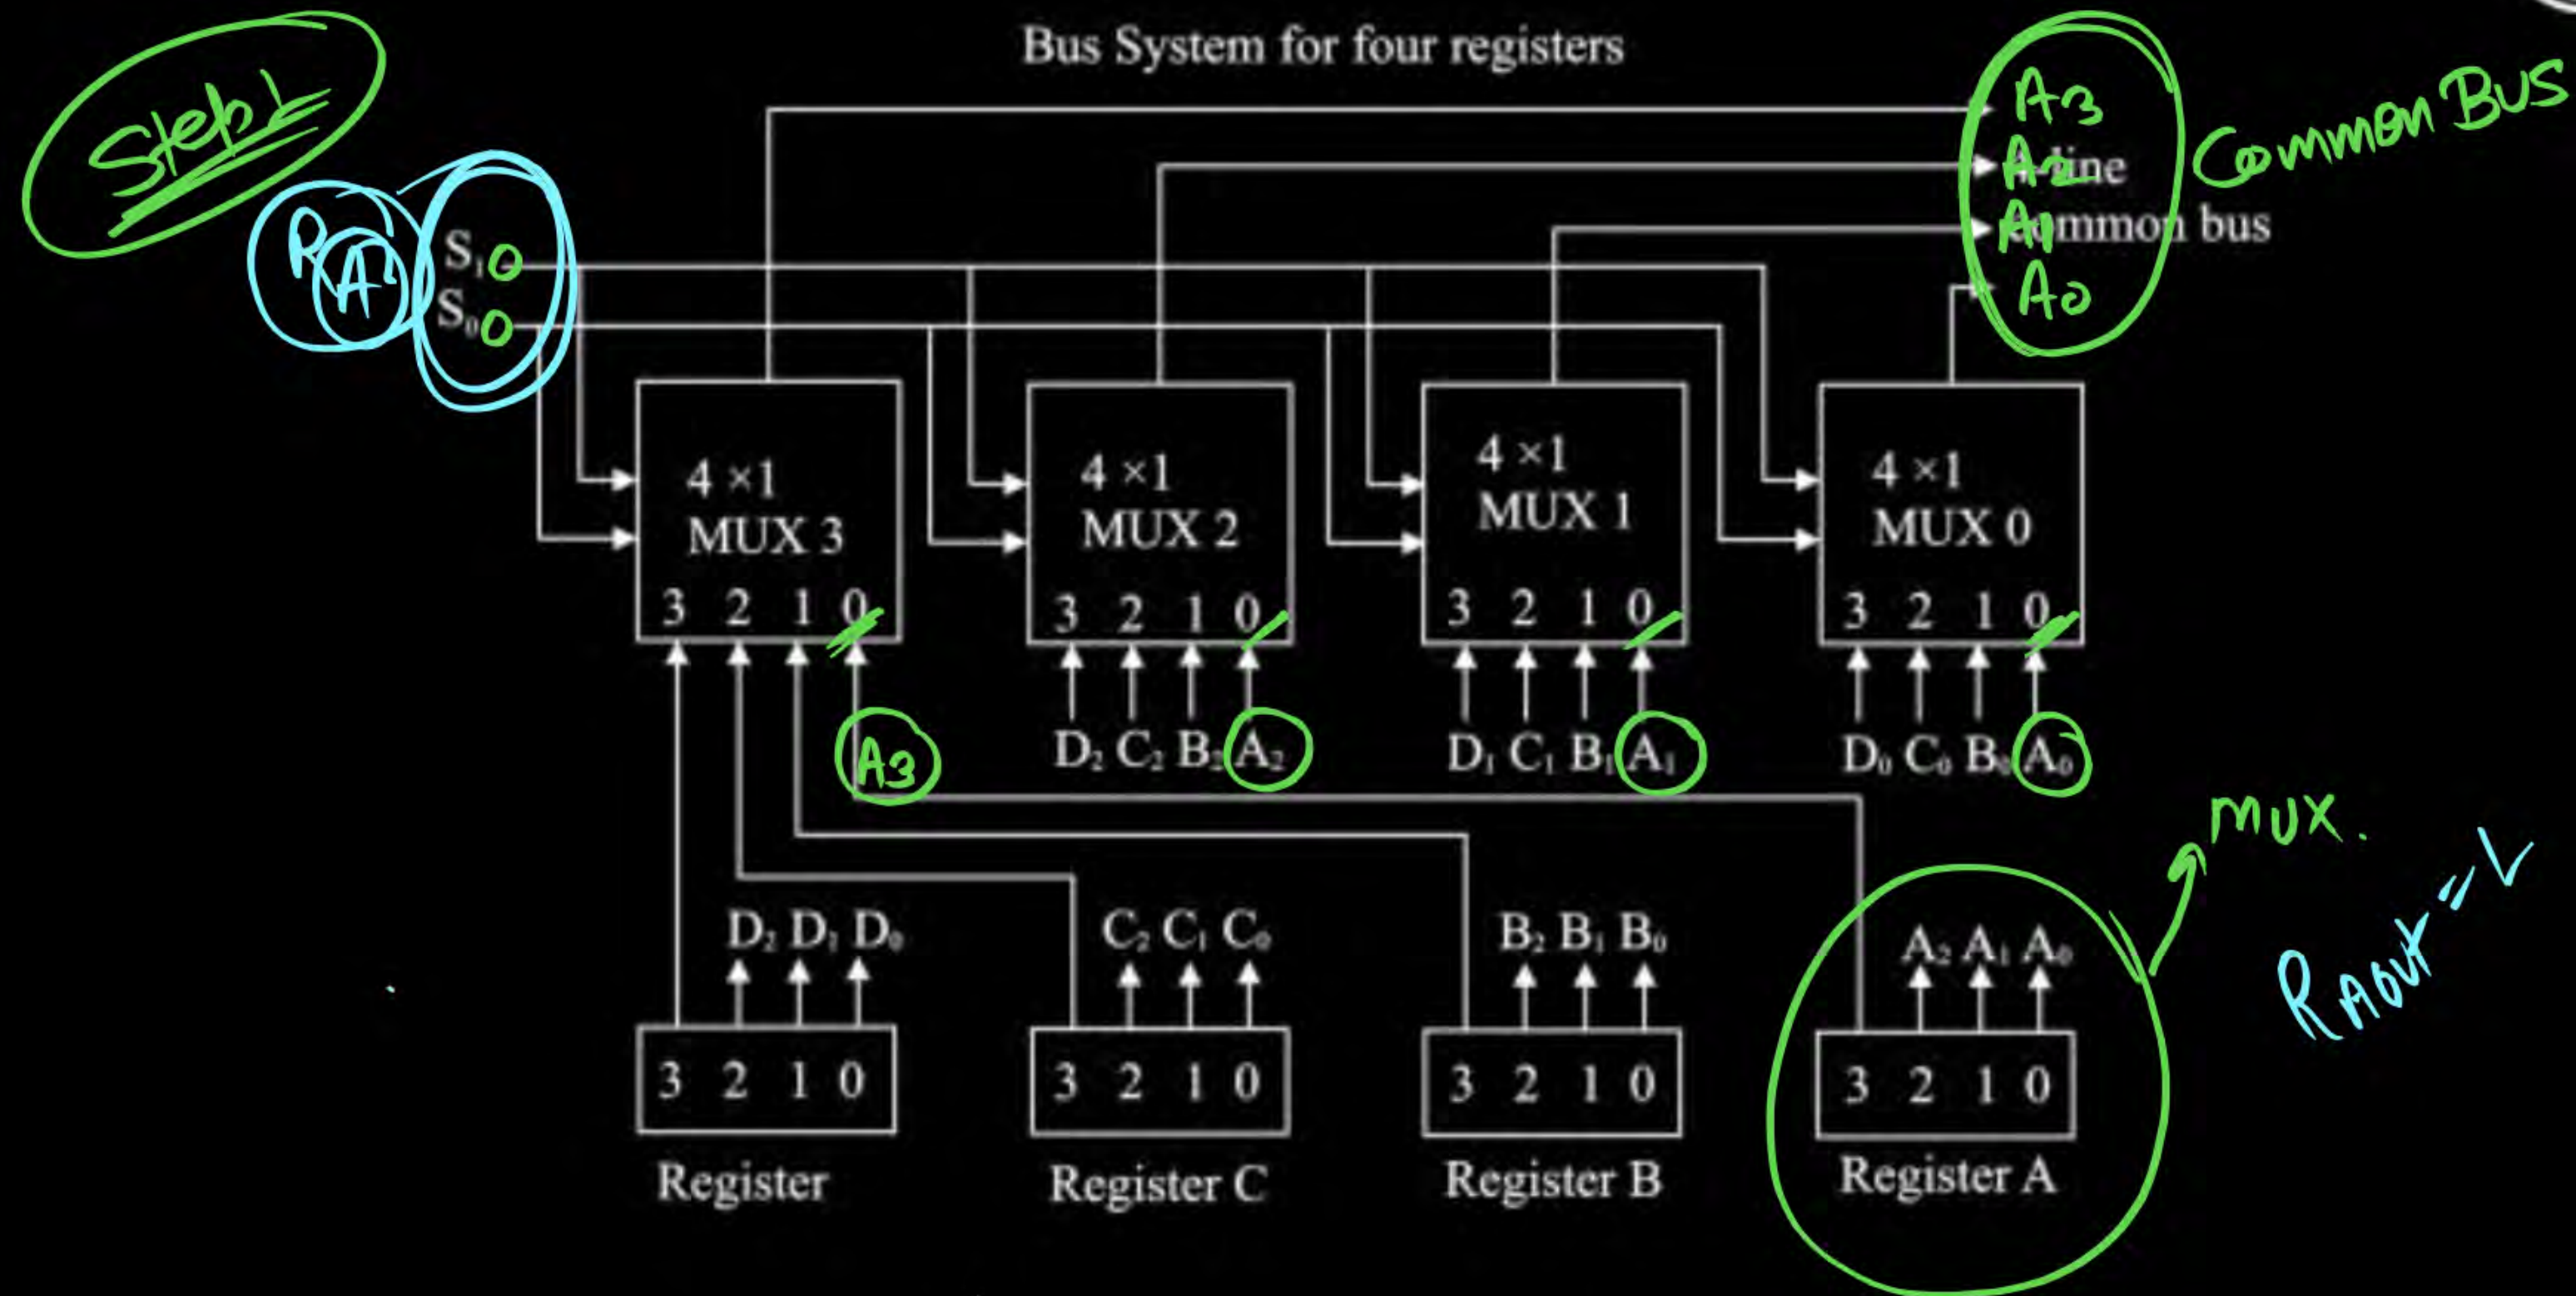 Bus System for four registers
Step 1
A3
A2 line
Common Bus
A1 common bus
A0
RA
S₁ 0
S₀ 0
4 ×1 4 ×1 4 ×1 4 ×1
MUX 3 MUX 2 MUX 1 MUX 0
3 2 1 0 3 2 1 0 3 2 1 0 3 2 1 0
A3 D₂ C₂ B₂ A₂ D₁ C₁ B₁ A₁ D₀ C₀ B₀ A₀
MUX.
D₂ D₁ D₀ C₂ C₁ C₀ B₂ B₁ B₀ A₂ A₁ A₀
RAout = 1
3 2 1 0 3 2 1 0 3 2 1 0 3 2 1 0
Register Register C Register B Register A